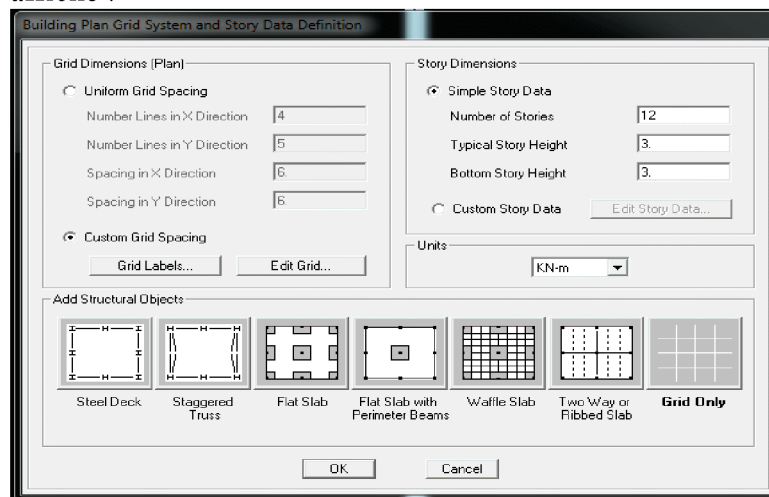 Building Plan Grid System and Story Data Definition
Grid Dimensions (Plan)
Uniform Grid Spacing
Number Lines in X Direction 4
Number Lines in Y Direction 5
Spacing in X Direction 6.
Spacing in Y Direction 6.
Custom Grid Spacing
Grid Labels... Edit Grid...
Story Dimensions
Simple Story Data
Number of Stories 12
Typical Story Height 3.
Bottom Story Height 3.
Custom Story Data Edit Story Data...
Units
KN-m
Add Structural Objects
Steel Deck
Staggered
Truss
Flat Slab
Flat Slab with
Perimeter Beams
Waffle Slab
Two Way or
Ribbed Slab
Grid Only
OK Cancel